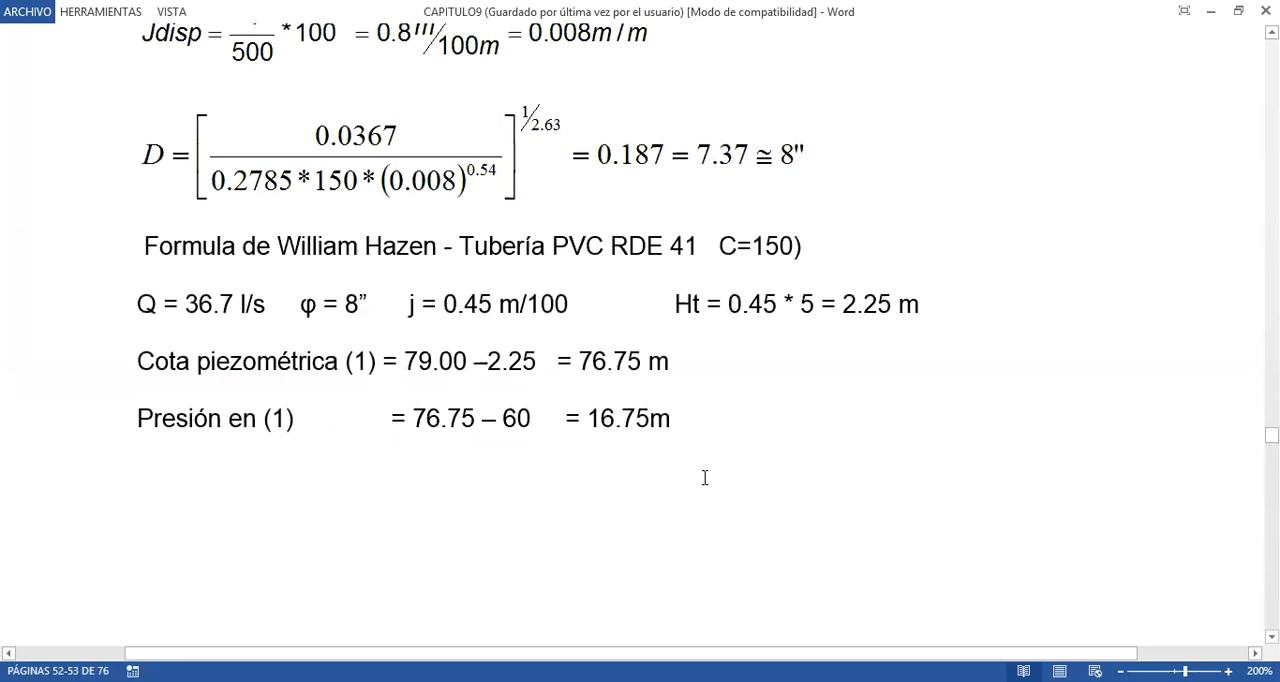 ARCHIVO HERRAMIENTAS VISTA CAPITULO9 (Guardado por última vez por el usuario) [Modo de compatibilidad] - Word
Jdisp = 500 * 100 = 0.8 m/100m = 0.008m/m
D = [0.0367 / 0.2785*150*(0.008)^0.54]^1/2.63 = 0.187 = 7.37 ≅ 8"
Formula de William Hazen - Tubería PVC RDE 41 C=150)
Q = 36.7 l/s φ = 8” j = 0.45 m/100 Ht = 0.45 * 5 = 2.25 m
Cota piezométrica (1) = 79.00 –2.25 = 76.75 m
Presión en (1) = 76.75 – 60 = 16.75m
PÁGINAS 52-53 DE 76 200%